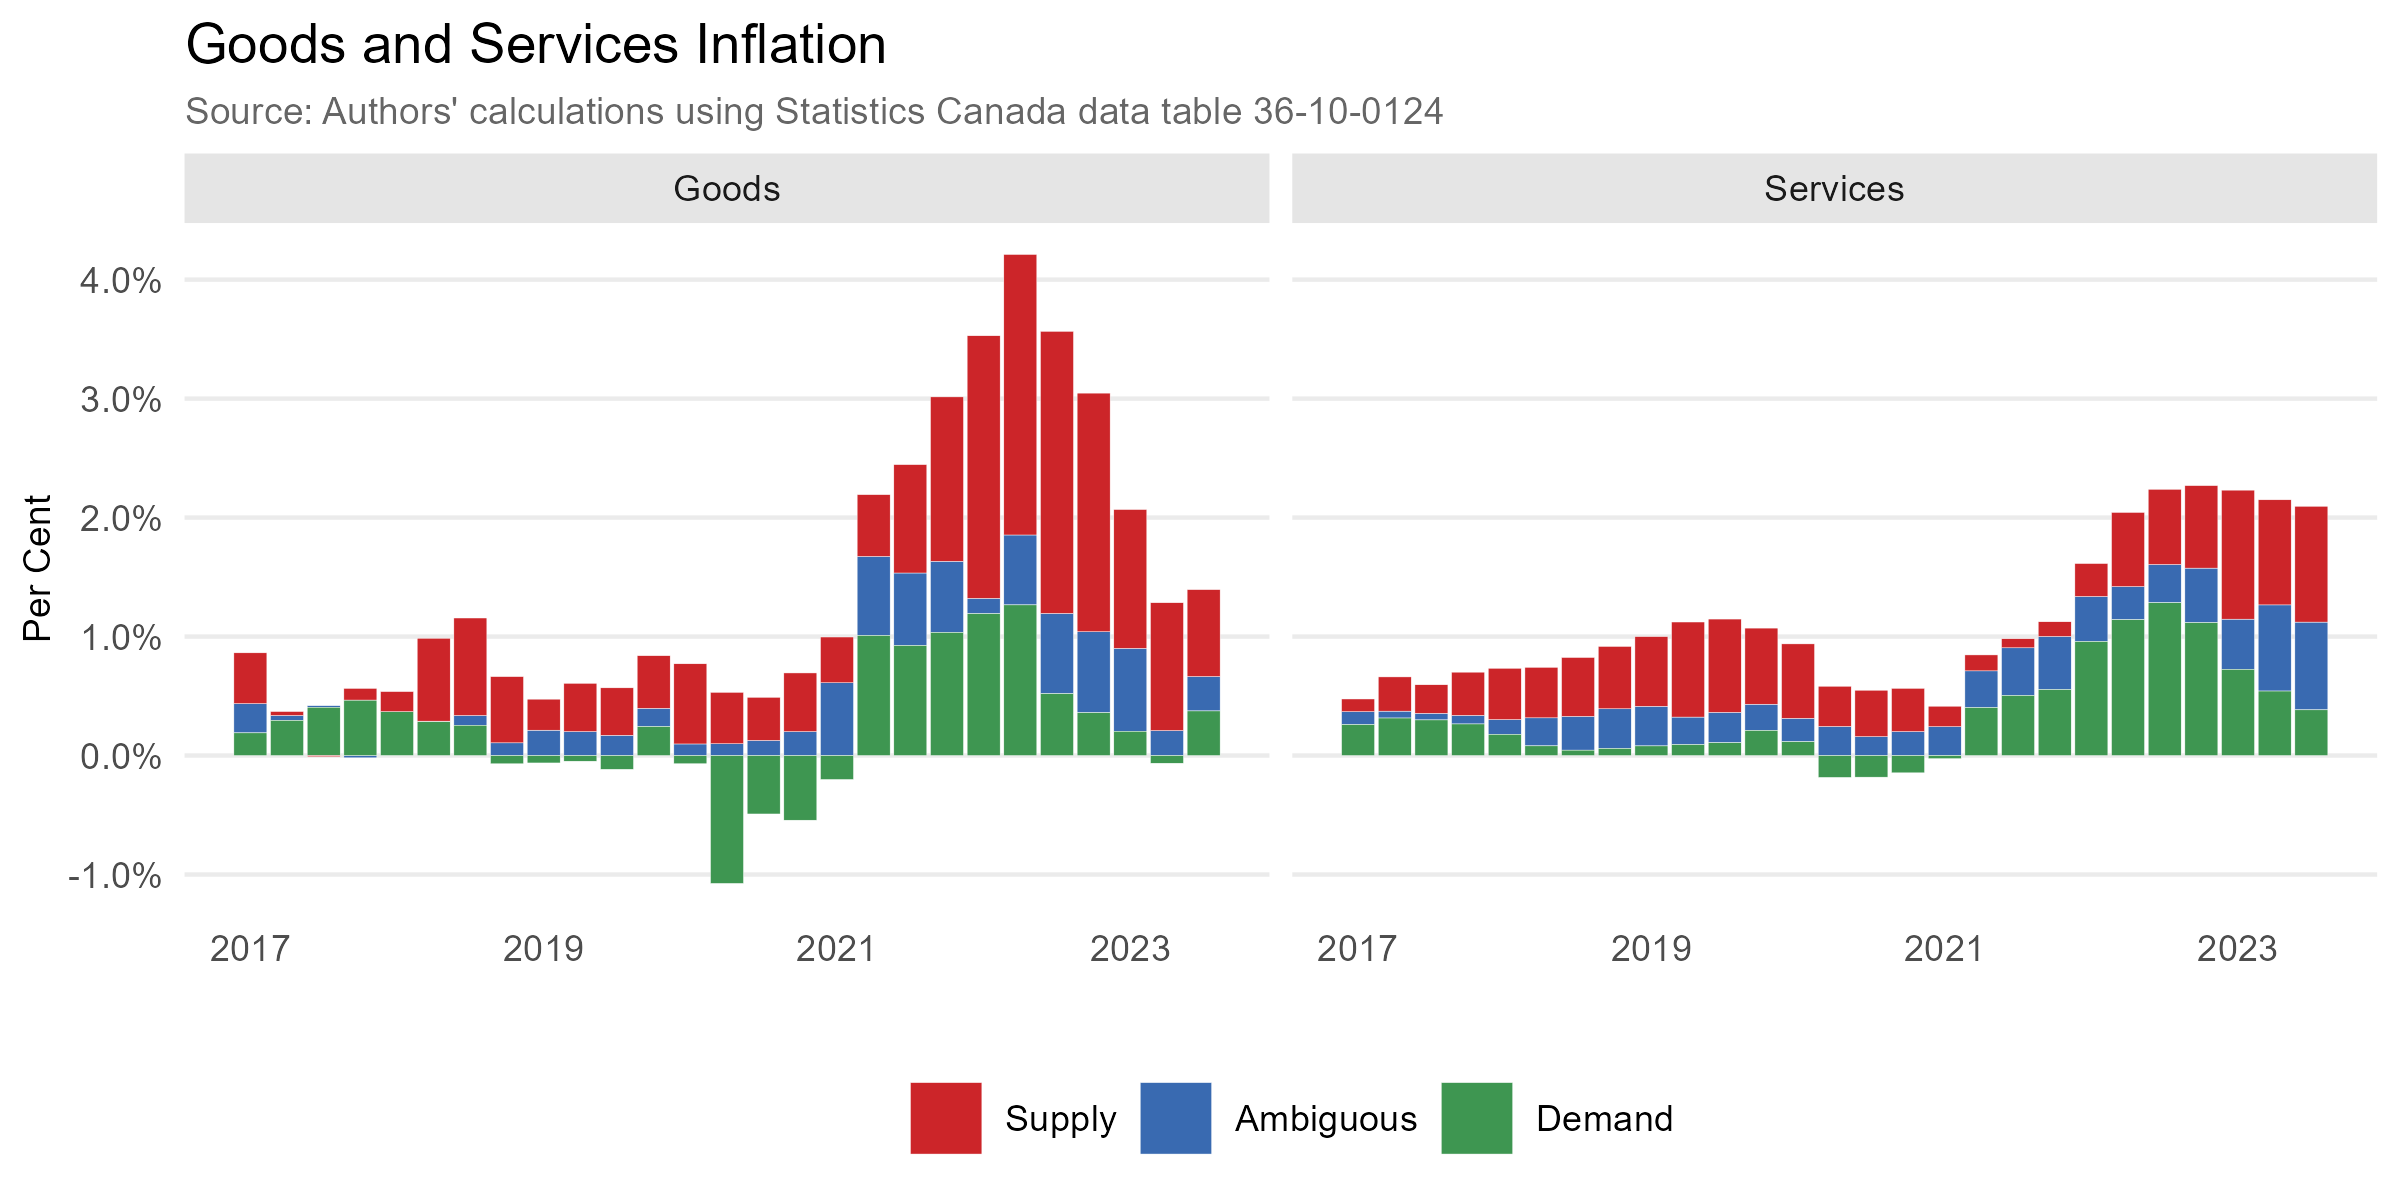 Goods and Services Inflation
Source: Authors' calculations using Statistics Canada data table 36-10-0124
Goods
Services
Per Cent
4.0%
3.0%
2.0%
1.0%
0.0%
-1.0%
2017 2019 2021 2023
2017 2019 2021 2023
Supply Ambiguous Demand